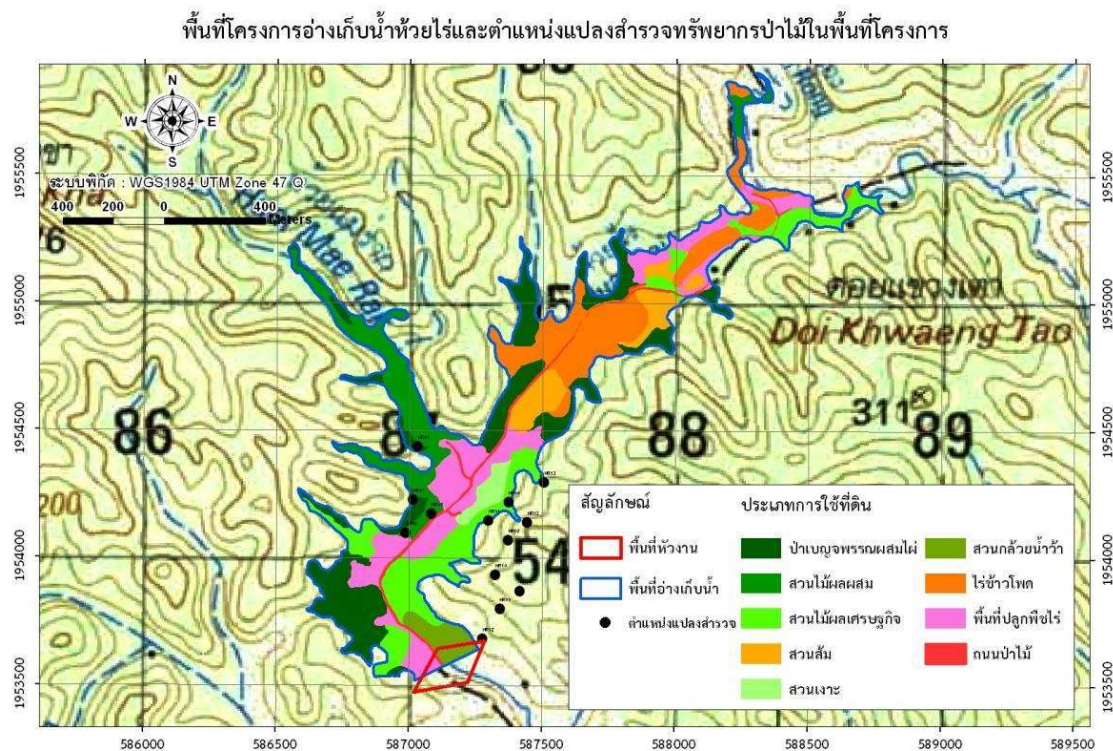 พื้นที่โครงการอ่างเก็บน้ำห้วยไร่และตำแหน่งแปลงสำรวจทรัพยากรป่าไม้ในพื้นที่โครงการ
N
W E
S
ระบบพิกัด : WGS1984 UTM Zone 47 Q
400 200 0 400
Meters
1955500
1955000
1954500
1954000
1953500
1955500
1955000
1954500
1954000
1953500
Mae Rai
ดอยแขวงเต่า
Doi Khwaeng Tao
311
86
88
89
54
200
สัญลักษณ์
พื้นที่หัวงาน
พื้นที่อ่างเก็บน้ำ
ตำแหน่งแปลงสำรวจ
ประเภทการใช้ที่ดิน
ป่าเบญจพรรณผสมไผ่
สวนไม้ผลผสม
สวนไม้ผลเศรษฐกิจ
สวนส้ม
สวนเงาะ
สวนกล้วยน้ำว้า
ไร่ข้าวโพด
พื้นที่ปลูกพืชไร่
ถนนป่าไม้
586000 586500 587000 587500 588000 588500 589000 589500